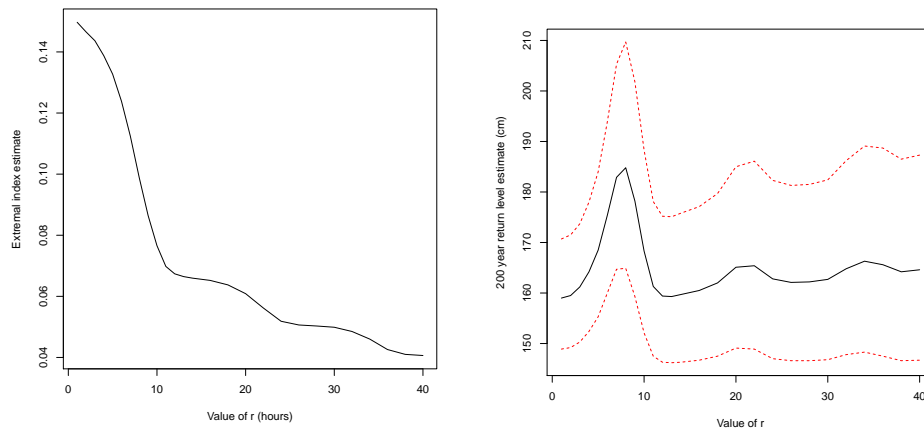 0.14
0.12
0.10
0.08
0.06
0.04
Extremal index estimate
0 10 20 30 40
Value of r (hours)
210
200
190
180
170
160
150
200 year return level estimate (cm)
0 10 20 30 40
Value of r